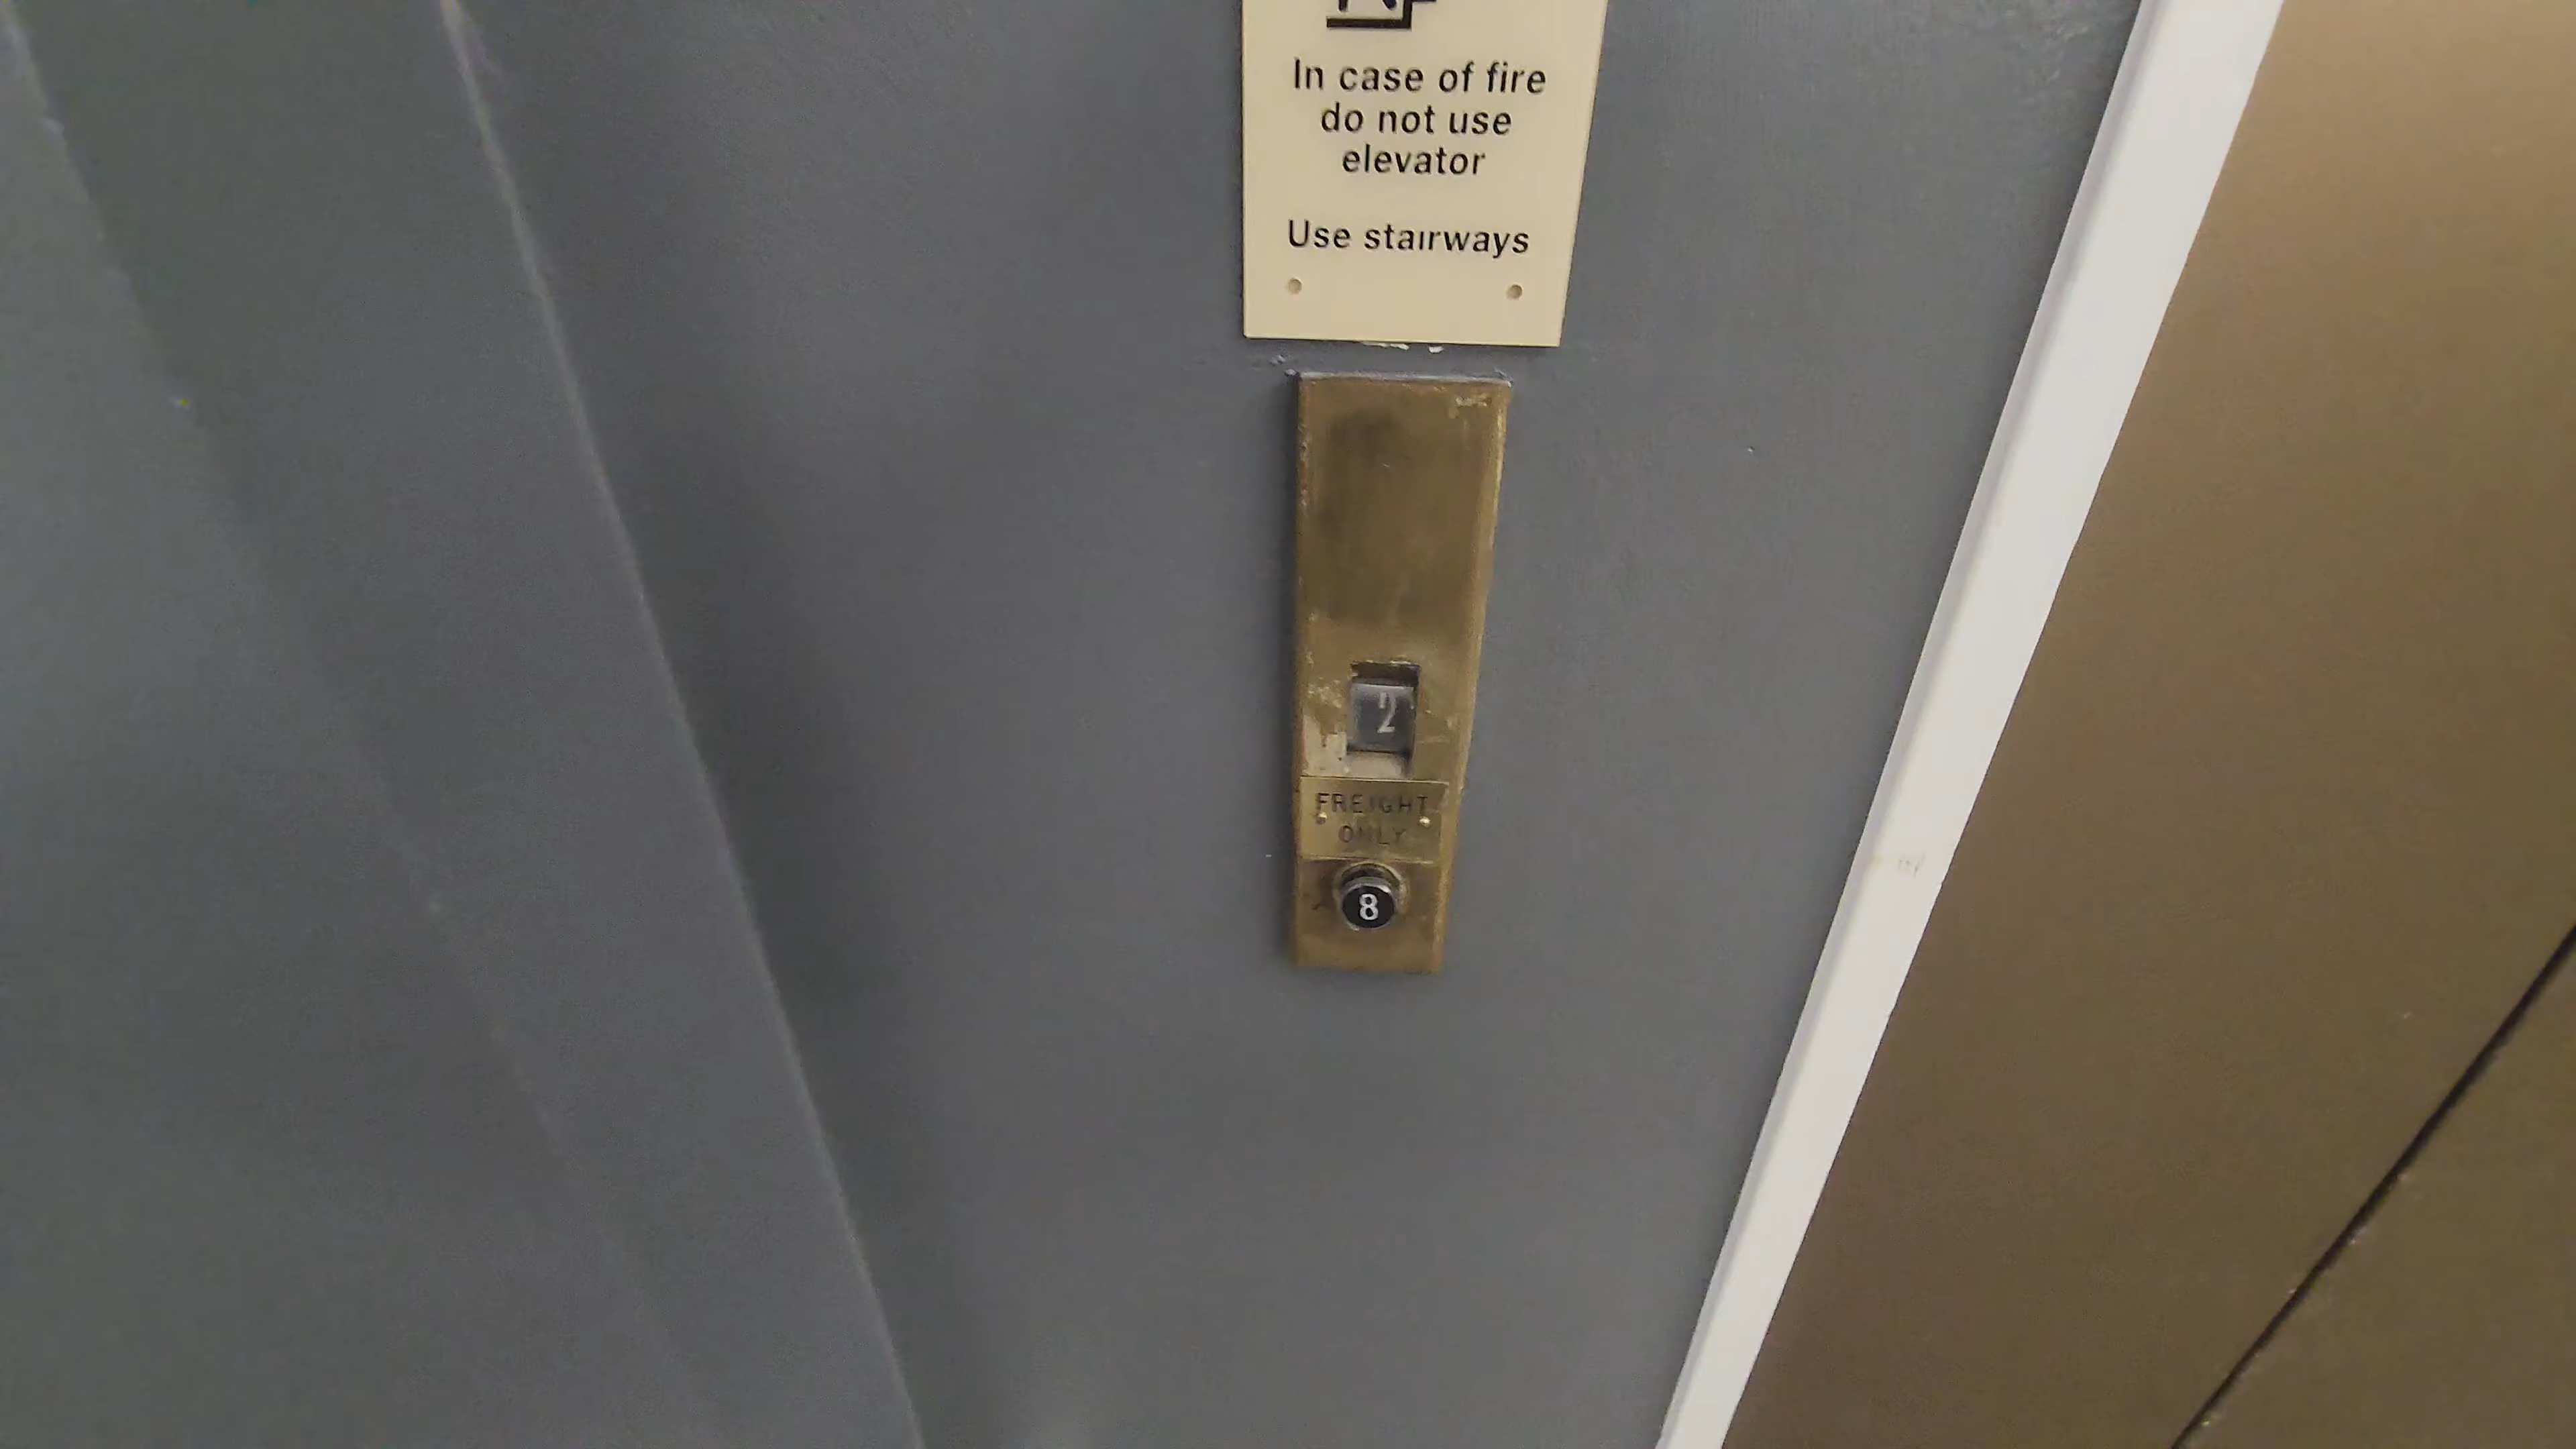 In case of fire
do not use
elevator
Use stairways
2
FREIGHT
ONLY
8